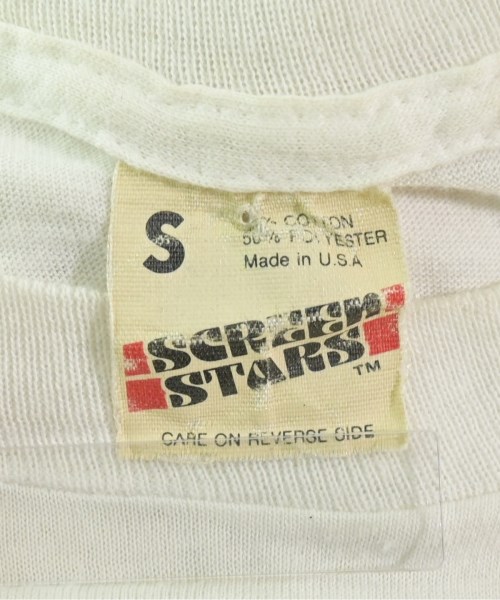 S
% COTTON
50% POLYESTER
Made in U.S.A
SCREEN
STARS
TM
CARE ON REVERSE SIDE